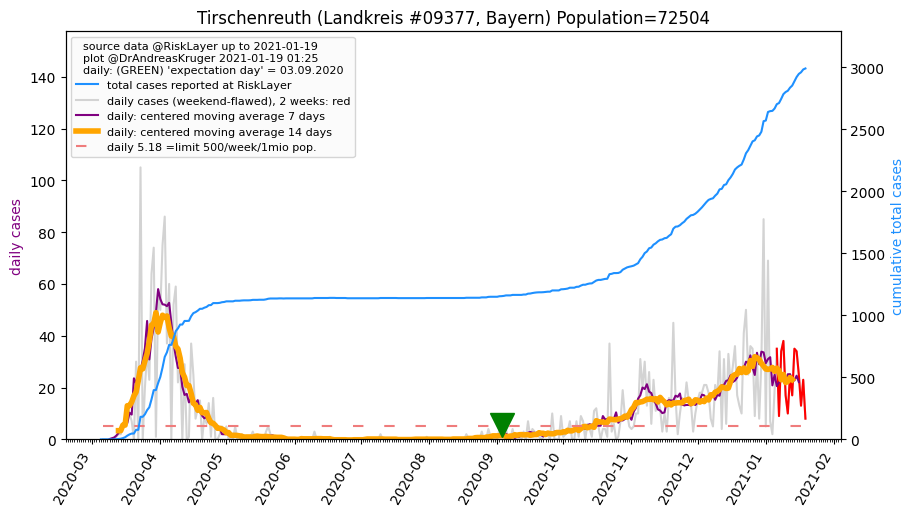 Tirschenreuth (Landkreis #09377, Bayern) Population=72504
source data @RiskLayer up to 2021-01-19
plot @DrAndreasKruger 2021-01-19 01:25
daily: (GREEN) 'expectation day' = 03.09.2020
total cases reported at RiskLayer
daily cases (weekend-flawed), 2 weeks: red
daily: centered moving average 7 days
daily: centered moving average 14 days
daily 5.18 =limit 500/week/1mio pop.
daily cases
140
120
100
80
60
40
20
0
cumulative total cases
3000
2500
2000
1500
1000
500
0
2020-03
2020-04
2020-05
2020-06
2020-07
2020-08
2020-09
2020-10
2020-11
2020-12
2021-01
2021-02